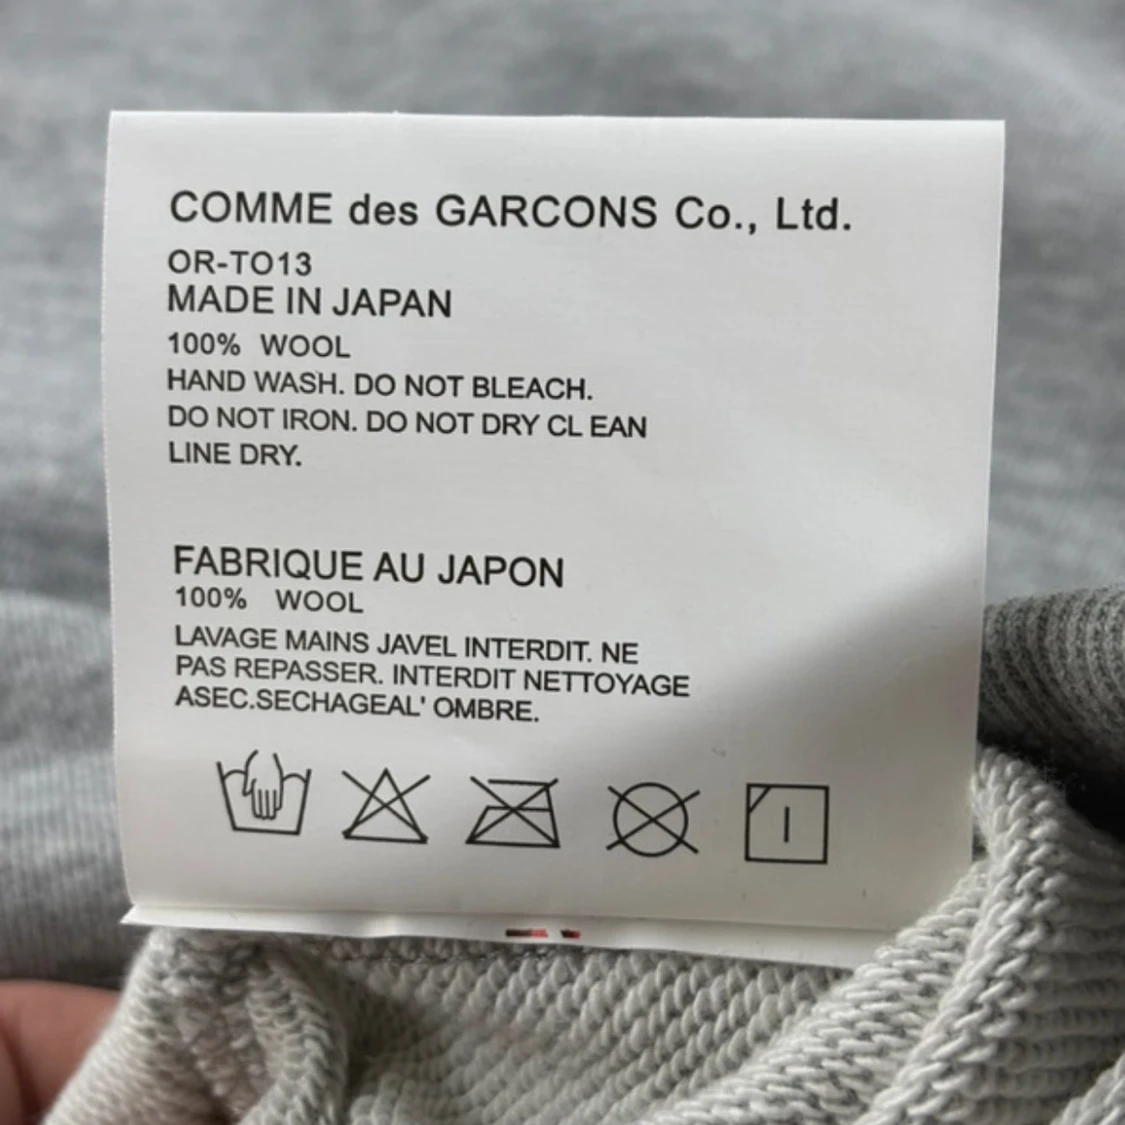 COMME des GARCONS Co., Ltd.
OR-TO13
MADE IN JAPAN
100% WOOL
HAND WASH. DO NOT BLEACH.
DO NOT IRON. DO NOT DRY CL EAN
LINE DRY.
FABRIQUE AU JAPON
100% WOOL
LAVAGE MAINS JAVEL INTERDIT. NE
PAS REPASSER. INTERDIT NETTOYAGE
ASEC.SECHAGEAL' OMBRE.